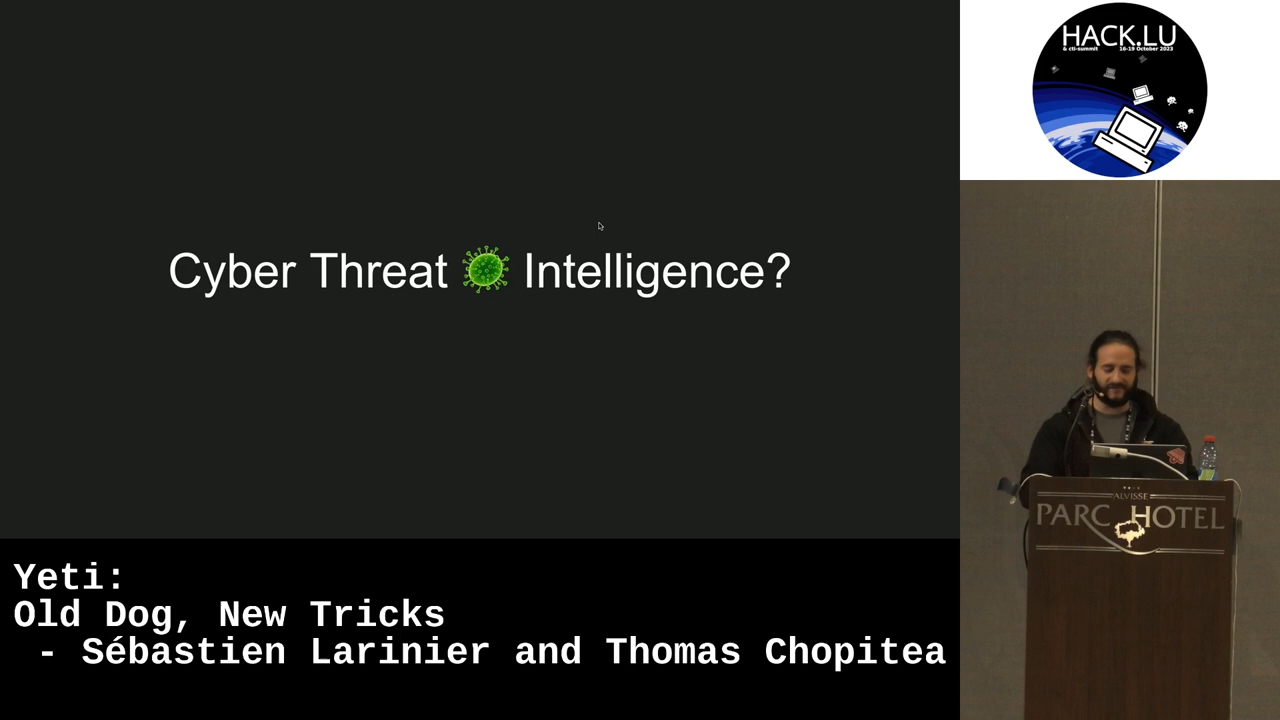 Cyber Threat Intelligence?
HACK.LU
& cti-summit 16-19 October 2023
ALVISSE
PARC HOTEL
Yeti:
Old Dog, New Tricks
- Sébastien Larinier and Thomas Chopitea